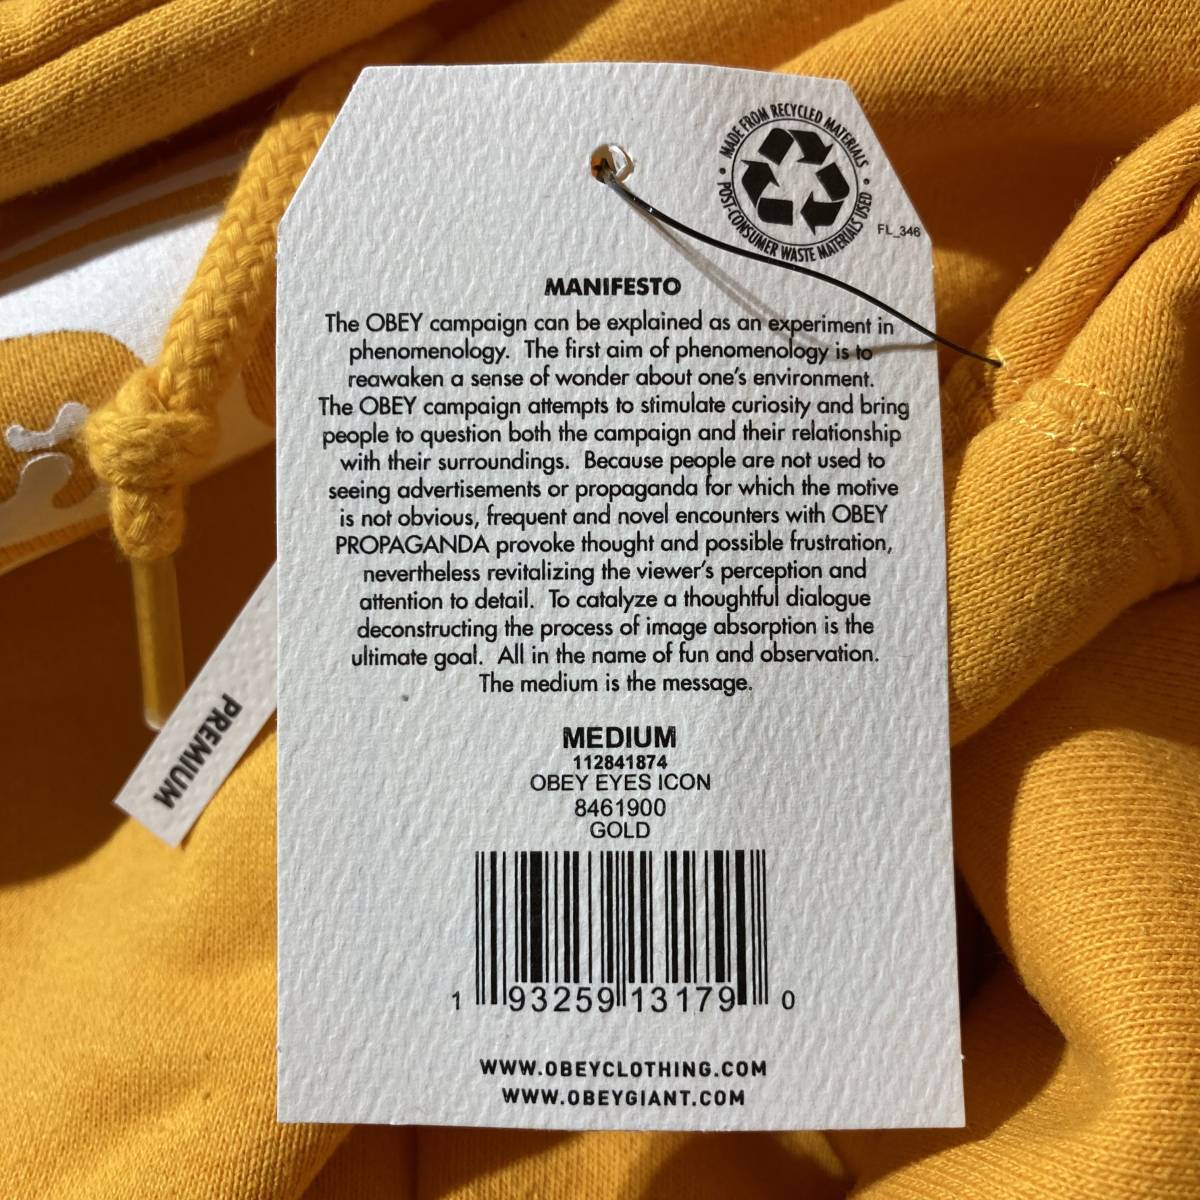 MADE FROM RECYCLED MATERIALS
• POST-CONSUMER WASTE MATERIALS USED •
FL_346
MANIFESTO
The OBEY campaign can be explained as an experiment in
phenomenology. The first aim of phenomenology is to
reawaken a sense of wonder about one's environment.
The OBEY campaign attempts to stimulate curiosity and bring
people to question both the campaign and their relationship
with their surroundings. Because people are not used to
seeing advertisements or propaganda for which the motive
is not obvious, frequent and novel encounters with OBEY
PROPAGANDA provoke thought and possible frustration,
nevertheless revitalizing the viewer's perception and
attention to detail. To catalyze a thoughtful dialogue
deconstructing the process of image absorption is the
ultimate goal. All in the name of fun and observation.
The medium is the message.
PREMIUM
MEDIUM
112841874
OBEY EYES ICON
8461900
GOLD
1 93259 13179 0
WWW.OBEYCLOTHING.COM
WWW.OBEYGIANT.COM